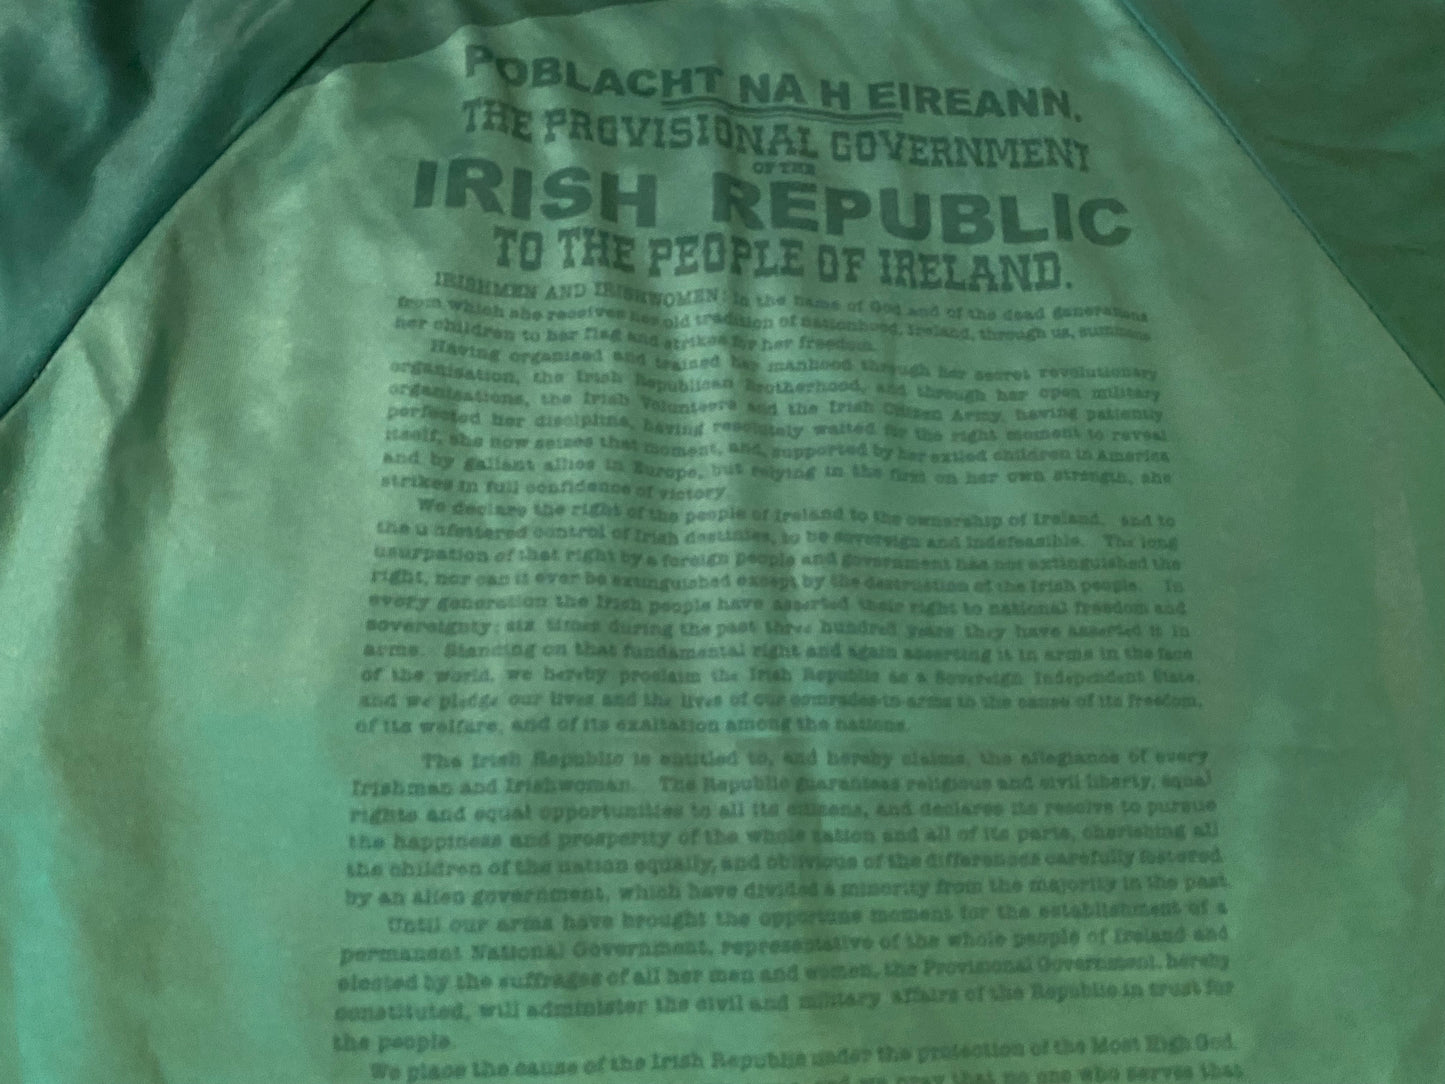 POBLACHT NA H EIREANN.
THE PROVISIONAL GOVERNMENT
OF THE
IRISH REPUBLIC
TO THE PEOPLE OF IRELAND.
IRISHMEN AND IRISHWOMEN: In the name of God and of the dead generations
from which she receives her old tradition of nationhood, Ireland, through us, summons
her children to her flag and strikes for her freedom.
Having organised and trained her manhood through her secret revolutionary
organisation, the Irish Republican Brotherhood, and through her open military
organisations, the Irish Volunteers and the Irish Citizen Army, having patiently
perfected her discipline, having resolutely waited for the right moment to reveal
itself, she now seizes that moment, and, supported by her exiled children in America
and by gallant allies in Europe, but relying in the first on her own strength, she
strikes in full confidence of victory.
We declare the right of the people of Ireland to the ownership of Ireland, and to
the unfettered control of Irish destinies, to be sovereign and indefeasible. The long
usurpation of that right by a foreign people and government has not extinguished the
right, nor can it ever be extinguished except by the destruction of the Irish people. In
every generation the Irish people have asserted their right to national freedom and
sovereignty; six times during the past three hundred years they have asserted it in
arms. Standing on that fundamental right and again asserting it in arms in the face
of the world, we hereby proclaim the Irish Republic as a Sovereign Independent State,
and we pledge our lives and the lives of our comrades-in-arms to the cause of its freedom,
of its welfare, and of its exaltation among the nations.
The Irish Republic is entitled to, and hereby claims, the allegiance of every
Irishman and Irishwoman. The Republic guarantees religious and civil liberty, equal
rights and equal opportunities to all its citizens, and declares its resolve to pursue
the happiness and prosperity of the whole nation and all of its parts, cherishing all
the children of the nation equally, and oblivious of the differences carefully fostered
by an alien government, which have divided a minority from the majority in the past.
Until our arms have brought the opportune moment for the establishment of a
permanent National Government, representative of the whole people of Ireland and
elected by the suffrages of all her men and women, the Provisional Government, hereby
constituted, will administer the civil and military affairs of the Republic in trust for
the people.
We place the cause of the Irish Republic under the protection of the Most High God,
and we pray that no one who serves that